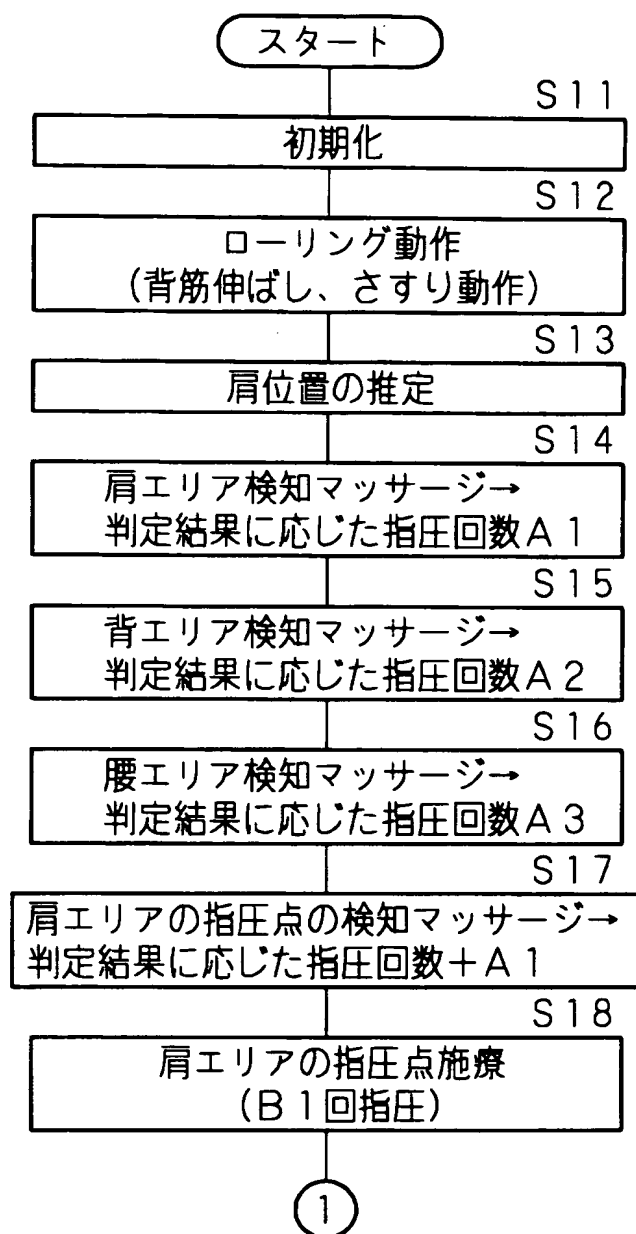 スタート
S11
初期化
S12
ローリング動作
(背筋伸ばし、さすり動作)
S13
肩位置の推定
S14
肩エリア検知マッサージ→
判定結果に応じた指圧回数A1
S15
背エリア検知マッサージ→
判定結果に応じた指圧回数A2
S16
腰エリア検知マッサージ→
判定結果に応じた指圧回数A3
S17
肩エリアの指圧点の検知マッサージ→
判定結果に応じた指圧回数+A1
S18
肩エリアの指圧点施療
(B1回指圧)
1